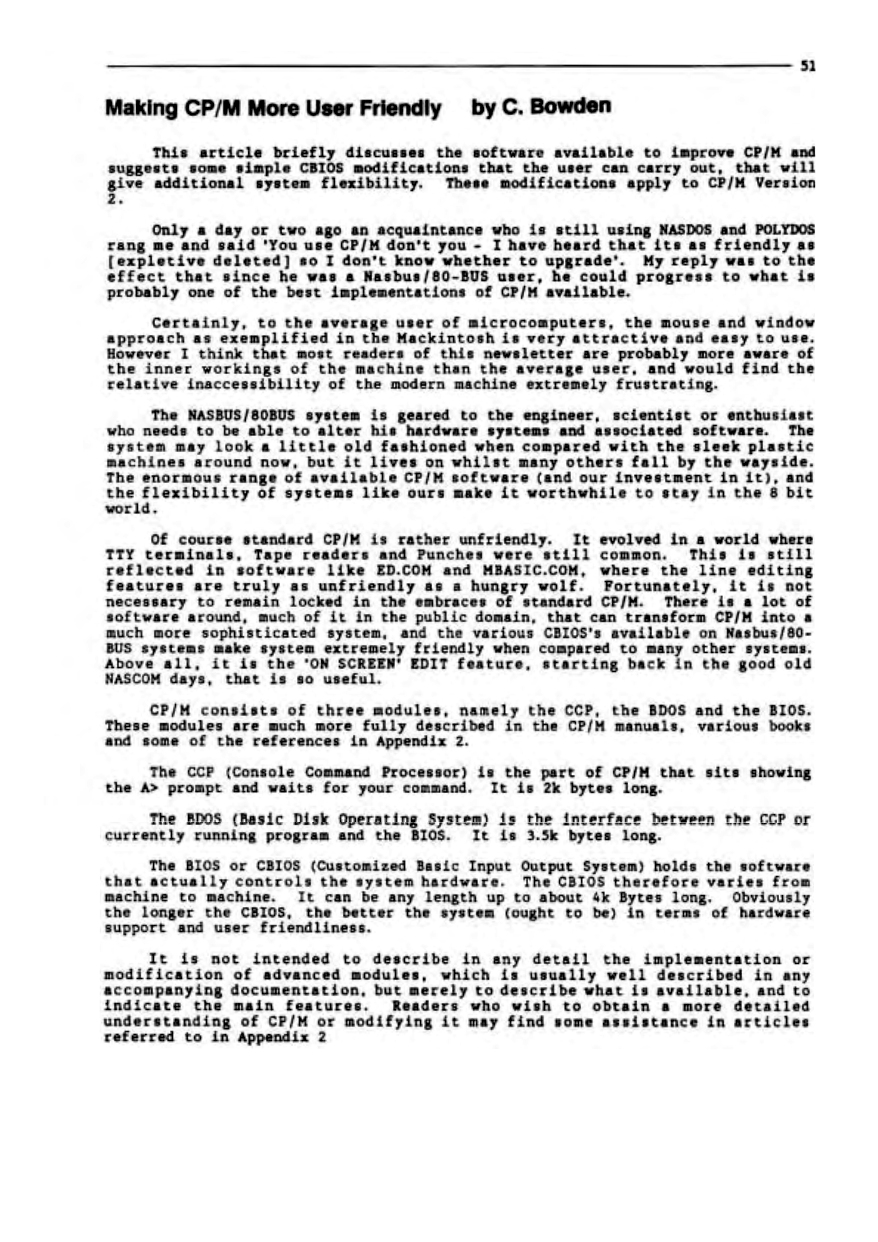 51
Making CP/M More User Friendly by C. Bowden
This article briefly discusses the software available to improve CP/M and
suggests some simple CBIOS modifications that the user can carry out, that will
give additional system flexibility. These modifications apply to CP/M Version
2.
Only a day or two ago an acquaintance who is still using NASDOS and POLYDOS
rang me and said 'You use CP/M don't you - I have heard that its as friendly as
[expletive deleted] so I don't know whether to upgrade'. My reply was to the
effect that since he was a Nasbus/80-BUS user, he could progress to what is
probably one of the best implementations of CP/M available.
Certainly, to the average user of microcomputers, the mouse and window
approach as exemplified in the Mackintosh is very attractive and easy to use.
However I think that most readers of this newsletter are probably more aware of
the inner workings of the machine than the average user, and would find the
relative inaccessibility of the modern machine extremely frustrating.
The NASBUS/80BUS system is geared to the engineer, scientist or enthusiast
who needs to be able to alter his hardware systems and associated software. The
system may look a little old fashioned when compared with the sleek plastic
machines around now, but it lives on whilst many others fall by the wayside.
The enormous range of available CP/M software (and our investment in it), and
the flexibility of systems like ours make it worthwhile to stay in the 8 bit
world.
Of course standard CP/M is rather unfriendly. It evolved in a world where
TTY terminals, Tape readers and Punches were still common. This is still
reflected in software like ED.COM and MBASIC.COM, where the line editing
features are truly as unfriendly as a hungry wolf. Fortunately, it is not
necessary to remain locked in the embraces of standard CP/M. There is a lot of
software around, much of it in the public domain, that can transform CP/M into a
much more sophisticated system, and the various CBIOS's available on Nasbus/80-
BUS systems make system extremely friendly when compared to many other systems.
Above all, it is the 'ON SCREEN' EDIT feature, starting back in the good old
NASCOM days, that is so useful.
CP/M consists of three modules, namely the CCP, the BDOS and the BIOS.
These modules are much more fully described in the CP/M manuals, various books
and some of the references in Appendix 2.
The CCP (Console Command Processor) is the part of CP/M that sits showing
the A> prompt and waits for your command. It is 2k bytes long.
The BDOS (Basic Disk Operating System) is the interface between the CCP or
currently running program and the BIOS. It is 3.5k bytes long.
The BIOS or CBIOS (Customized Basic Input Output System) holds the software
that actually controls the system hardware. The CBIOS therefore varies from
machine to machine. It can be any length up to about 4k Bytes long. Obviously
the longer the CBIOS, the better the system (ought to be) in terms of hardware
support and user friendliness.
It is not intended to describe in any detail the implementation or
modification of advanced modules, which is usually well described in any
accompanying documentation, but merely to describe what is available, and to
indicate the main features. Readers who wish to obtain a more detailed
understanding of CP/M or modifying it may find some assistance in articles
referred to in Appendix 2